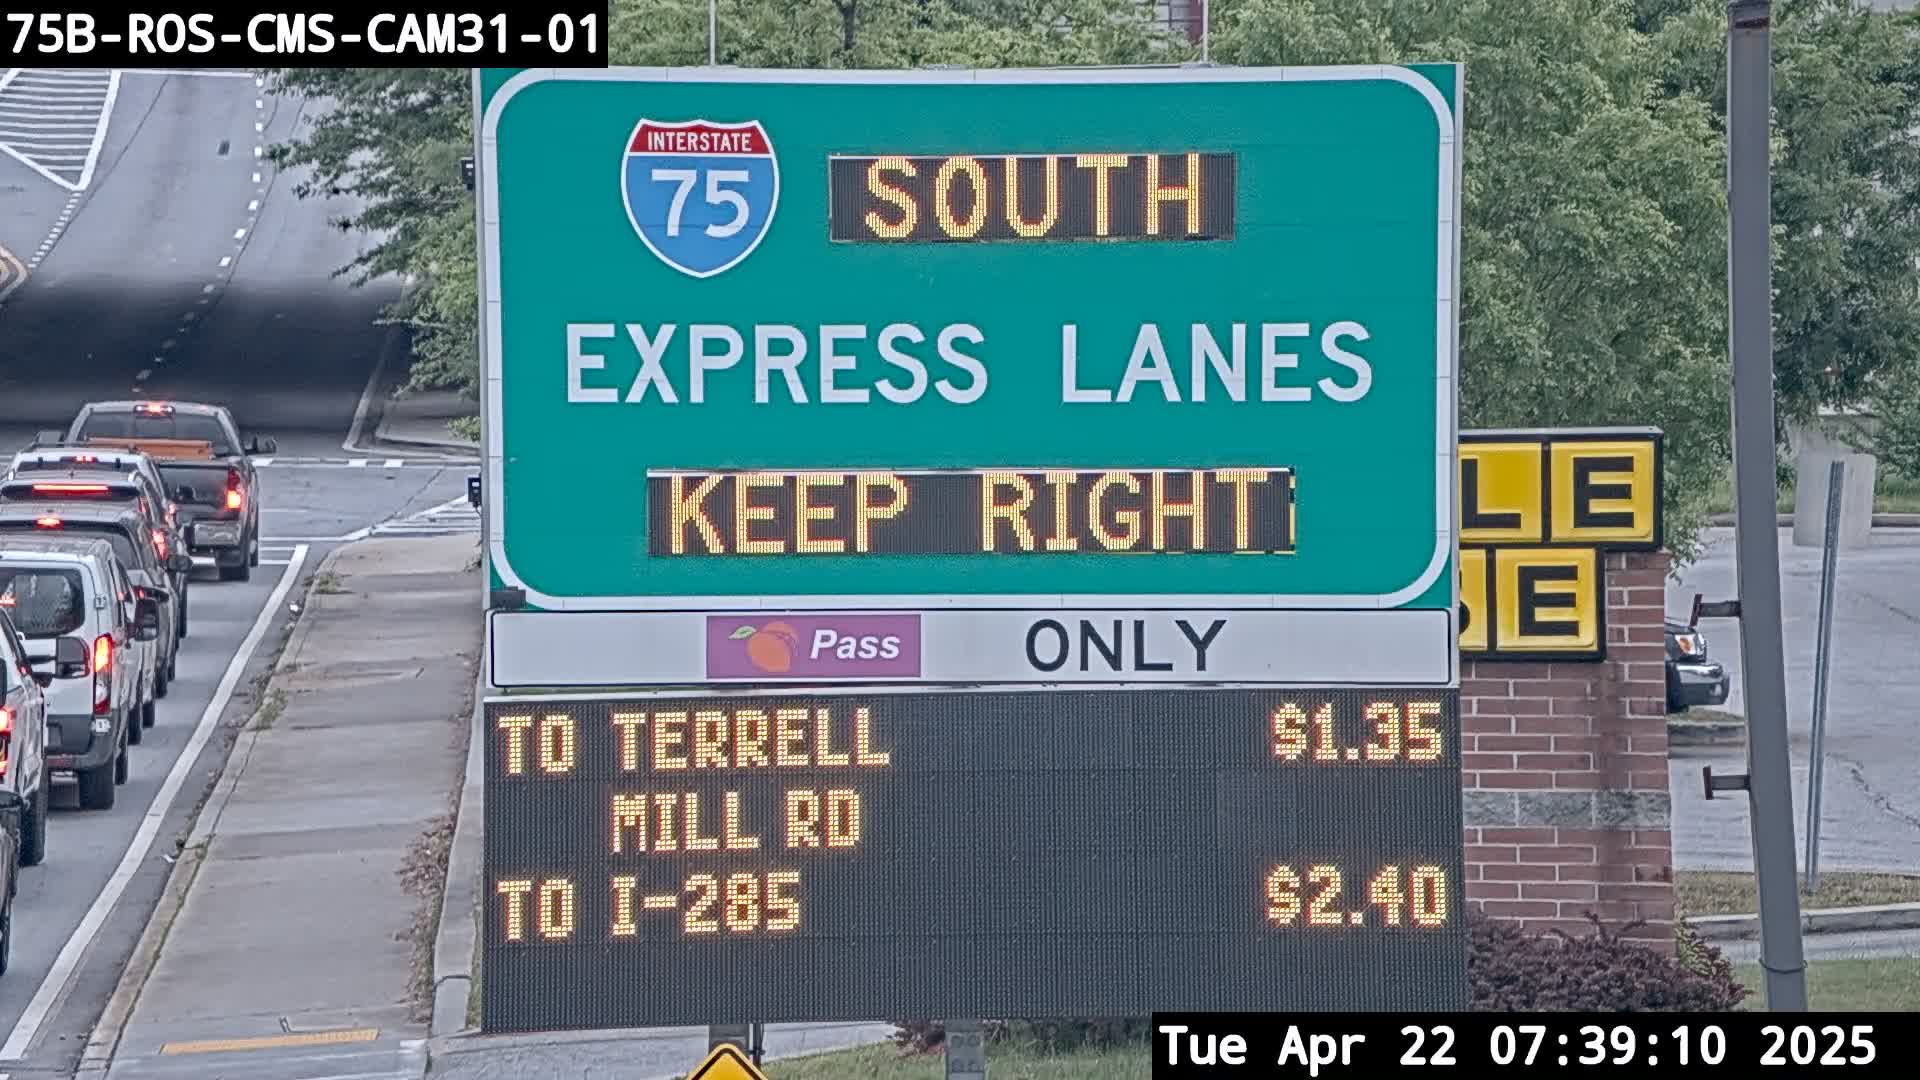 75B-ROS-CMS-CAM31-01
INTERSTATE
75
SOUTH
EXPRESS LANES
KEEP RIGHT
Pass ONLY
TO TERRELL $1.35
MILL RD
TO I-285 $2.40
LE
E
Tue Apr 22 07:39:10 2025